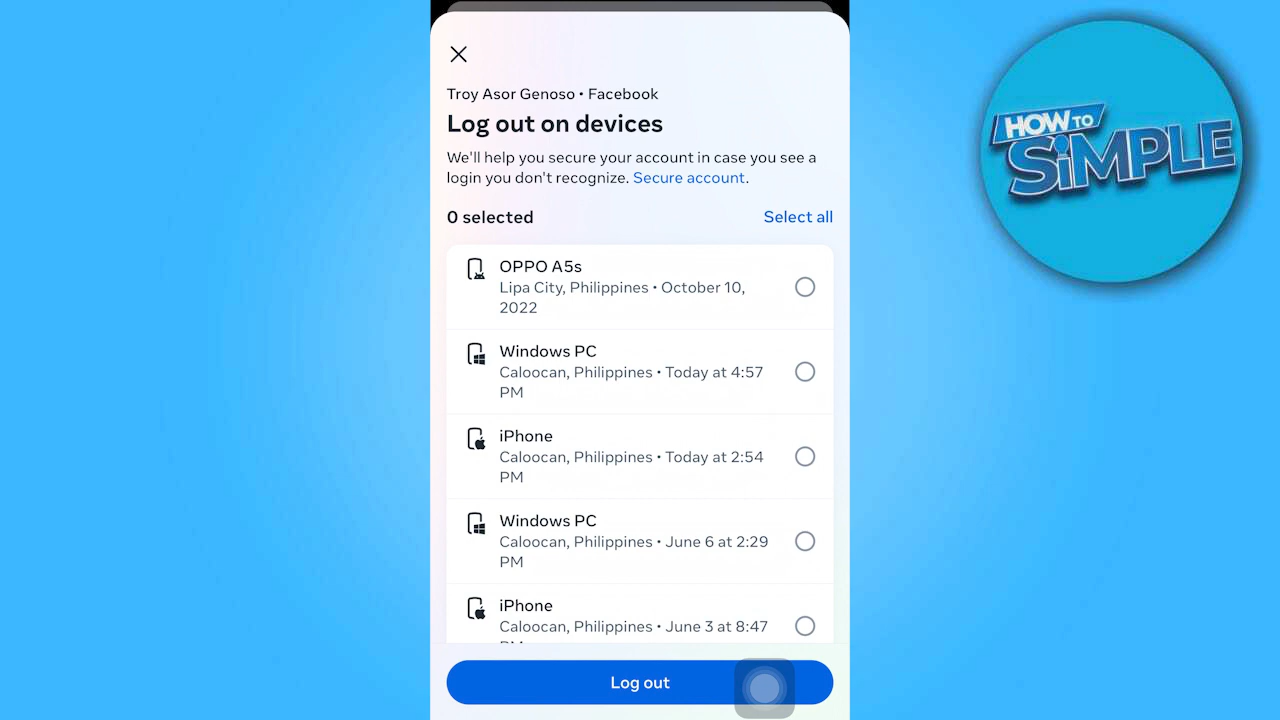 Troy Asor Genoso • Facebook
Log out on devices
We'll help you secure your account in case you see a
login you don't recognize. Secure account.
0 selected
Select all
OPPO A5s
Lipa City, Philippines • October 10,
2022
Windows PC
Caloocan, Philippines • Today at 4:57
PM
iPhone
Caloocan, Philippines • Today at 2:54
PM
Windows PC
Caloocan, Philippines • June 6 at 2:29
PM
iPhone
Caloocan, Philippines • June 3 at 8:47
Log out
HOW TO
SiMPLE